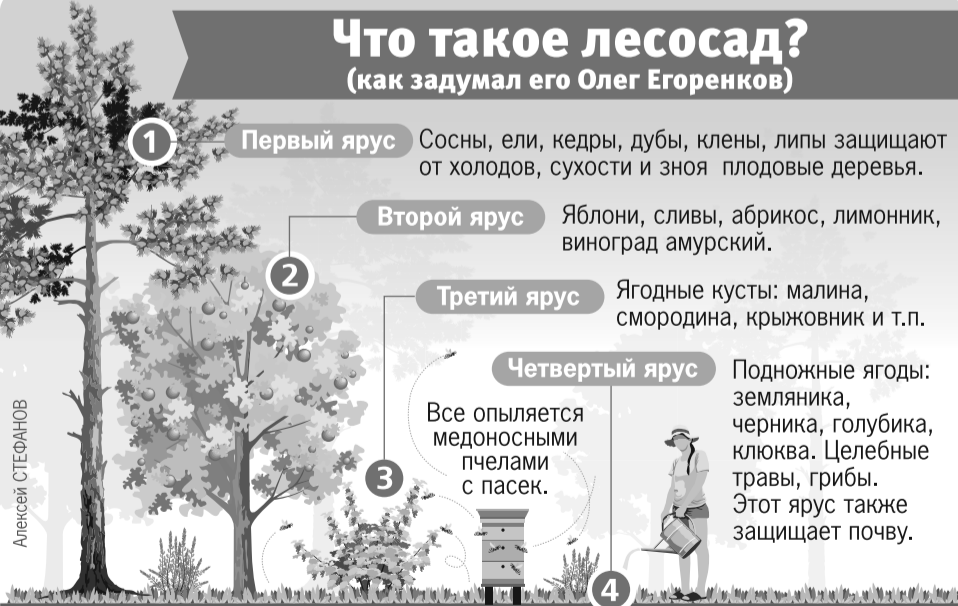 Что такое лесосад?
(как задумал его Олег Егоренков)
1
Первый ярус
Сосны, ели, кедры, дубы, клены, липы защищают
от холодов, сухости и зноя плодовые деревья.
Второй ярус
Яблони, сливы, абрикос, лимонник,
виноград амурский.
2
Третий ярус
Ягодные кусты: малина,
смородина, крыжовник и т.п.
Четвертый ярус
Подножные ягоды:
земляника,
черника, голубика,
клюква. Целебные
травы, грибы.
Этот ярус также
защищает почву.
Все опыляется
медоносными
пчелами
с пасек.
3
4
Алексей СТЕФАНОВ